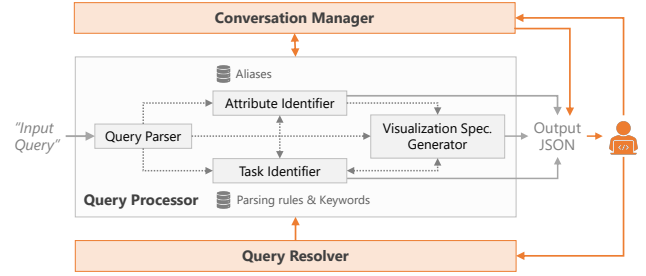 Conversation Manager
Aliases
Attribute Identifier
"Input
Query"
Query Parser
Visualization Spec.
Generator
Output
JSON
Task Identifier
Query Processor
Parsing rules & Keywords
Query Resolver